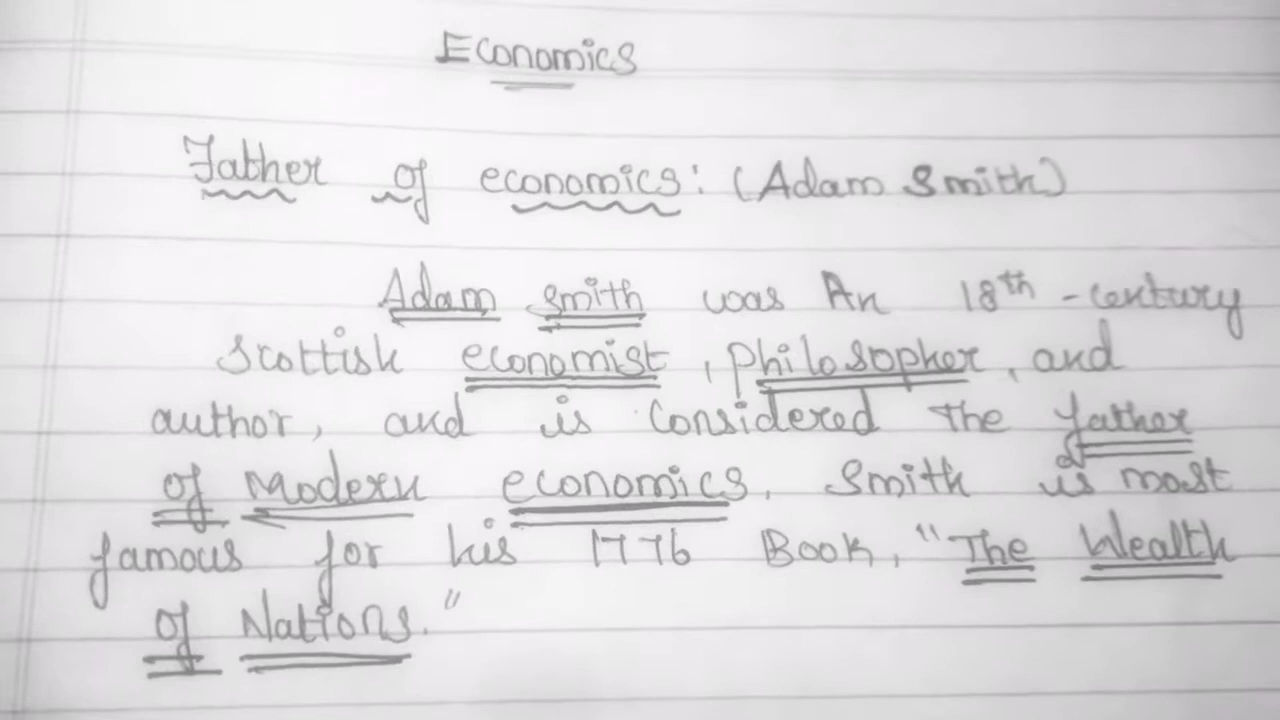 Economics
Father of economics: (Adam Smith)
Adam smith was An 18th -century
Scottish economist, philosopher, and
author, and is Considered the father
of Modern economics. Smith is most
famous for his 1776 Book, "The Wealth
of Nations."